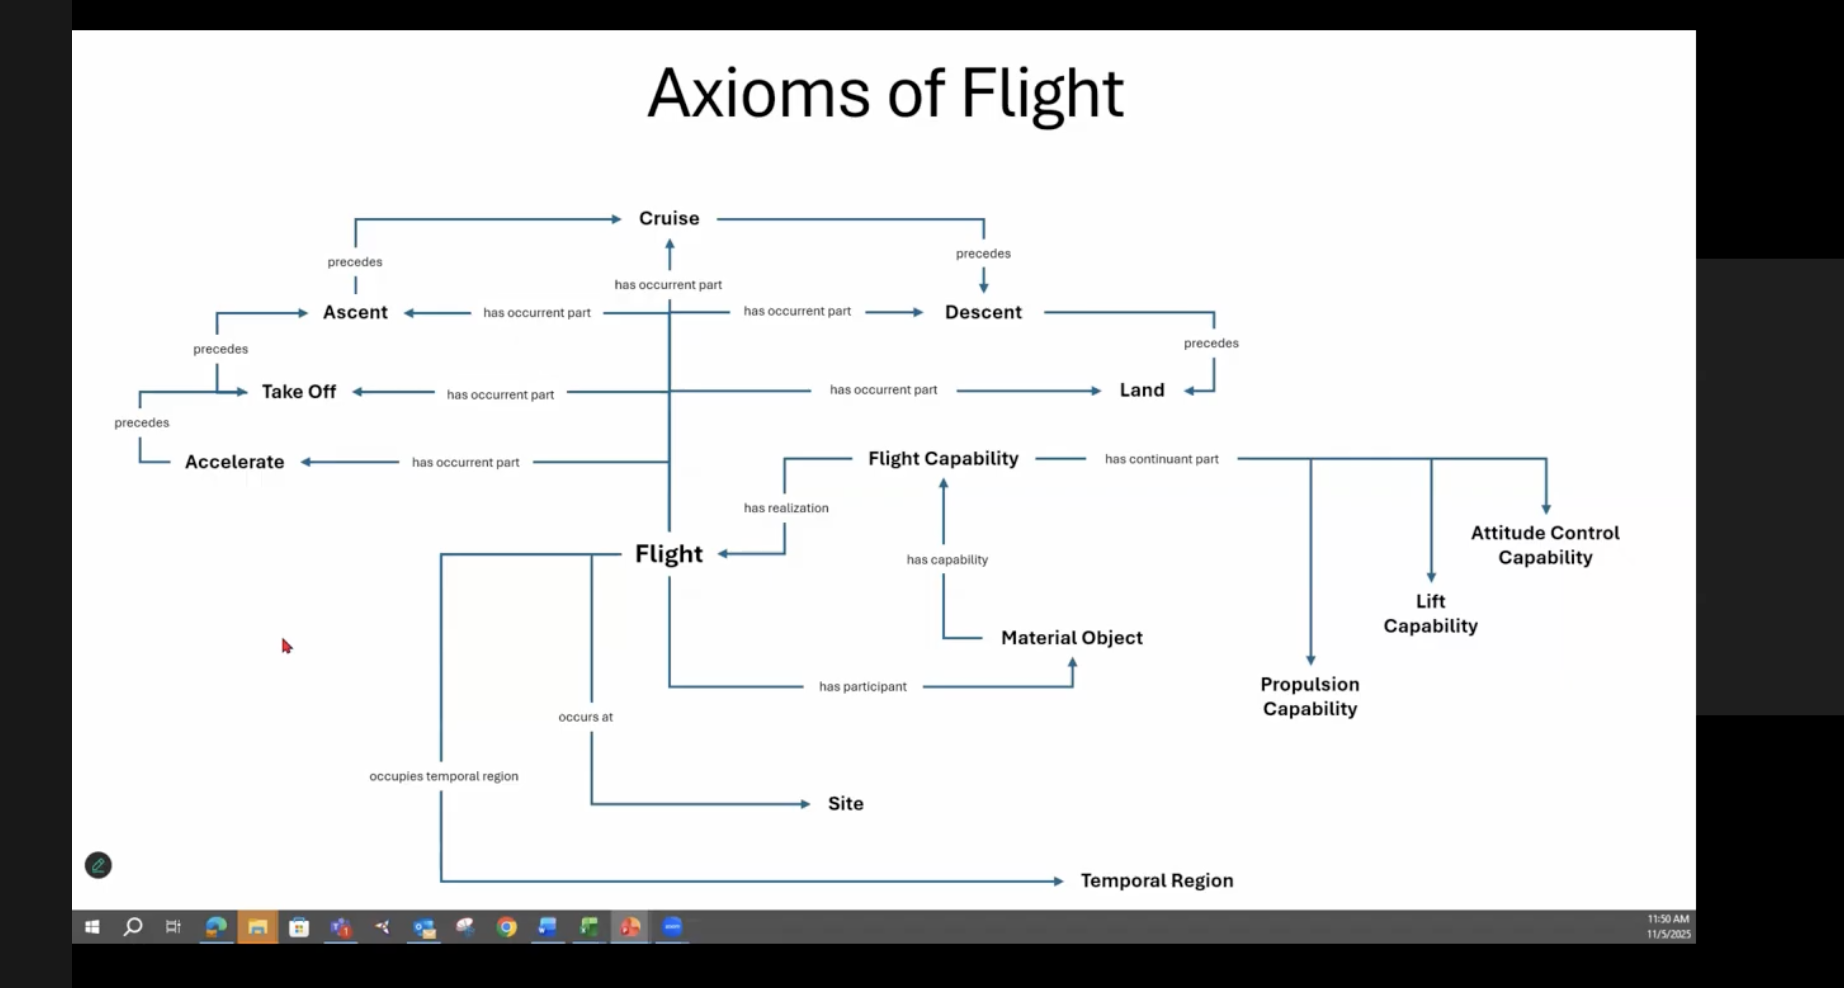 Axioms of Flight
Cruise
precedes
precedes
has occurrent part
Ascent
has occurrent part
has occurrent part
Descent
precedes
precedes
Take Off
has occurrent part
has occurrent part
Land
precedes
Accelerate
has occurrent part
Flight Capability
has continuant part
has realization
Attitude Control
Capability
Flight
has capability
Lift
Capability
Material Object
has participant
Propulsion
Capability
occurs at
occupies temporal region
Site
Temporal Region
11:50 AM
11/5/2025